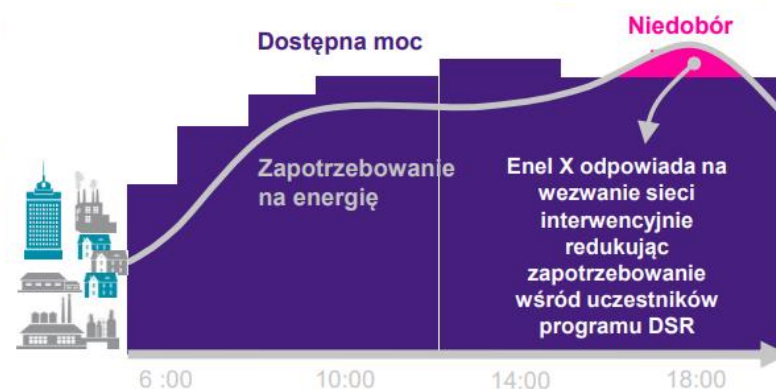 Niedobór
Dostępna moc
Zapotrzebowanie
na energię
Enel X odpowiada na
wezwanie sieci
interwencyjnie
redukując
zapotrzebowanie
wśród uczestników
programu DSR
6 :00
10:00
14:00
18:00